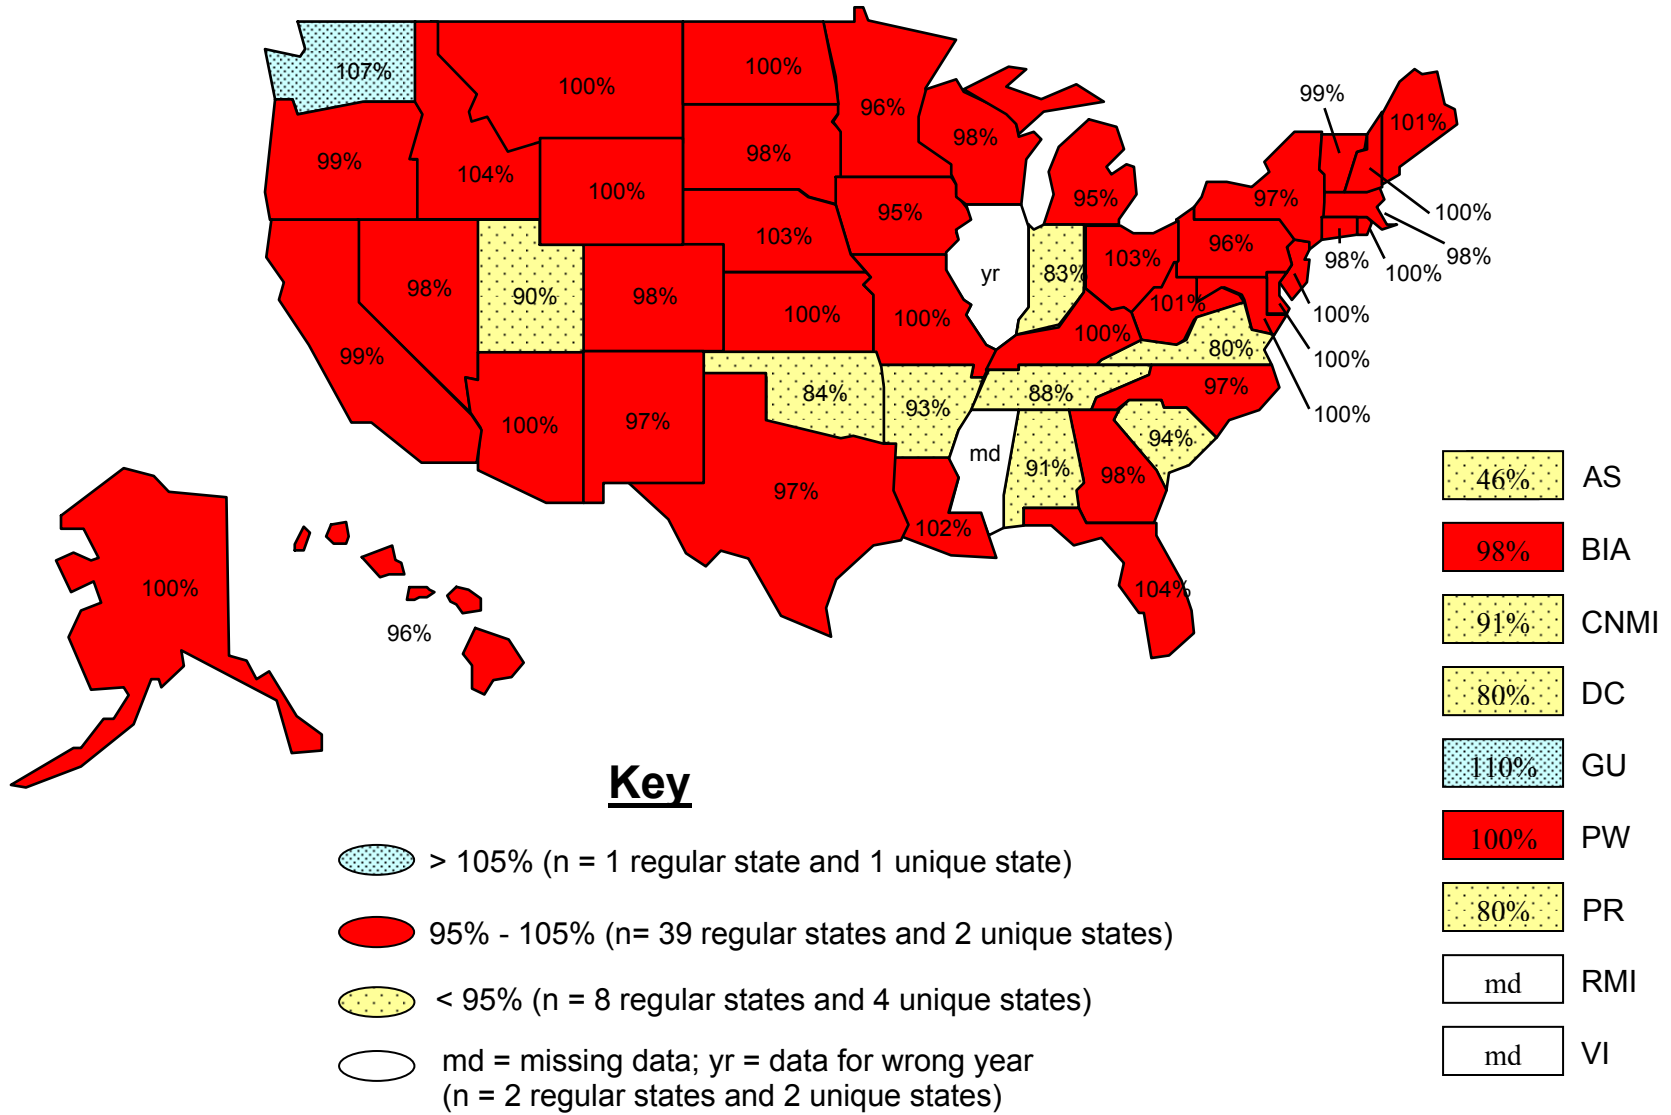 107%
100%
100%
96%
99%
101%
98%
99%
104%
98%
100%
95%
95%
97%
100%
103%
96%
98%
98%
100%
103%
yr
83%
98%
90%
98%
100%
100%
101%
100%
100%
99%
100%
80%
100%
84%
93%
88%
97%
100%
97%
md
91%
98%
94%
97%
102%
104%
100%
96%
46% AS
98% BIA
91% CNMI
80% DC
110% GU
100% PW
80% PR
md RMI
md VI
Key
> 105% (n = 1 regular state and 1 unique state)
95% - 105% (n= 39 regular states and 2 unique states)
< 95% (n = 8 regular states and 4 unique states)
md = missing data; yr = data for wrong year
(n = 2 regular states and 2 unique states)